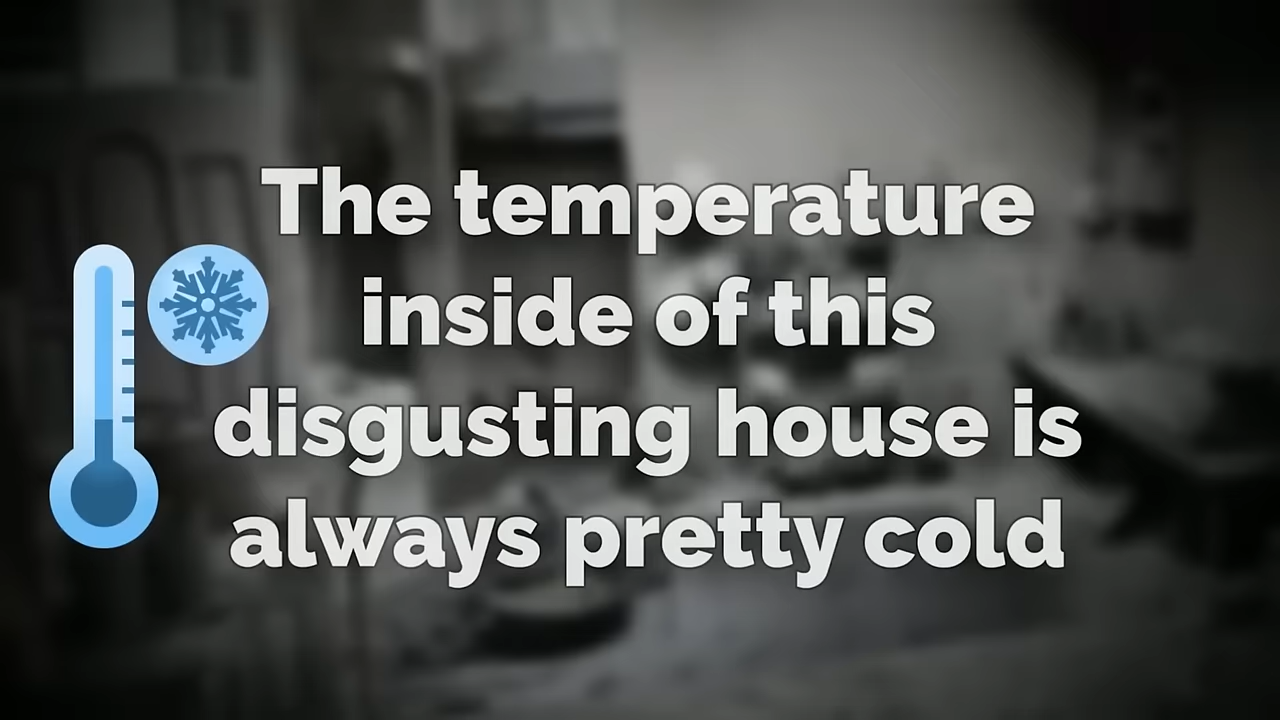 The temperature
inside of this
disgusting house is
always pretty cold